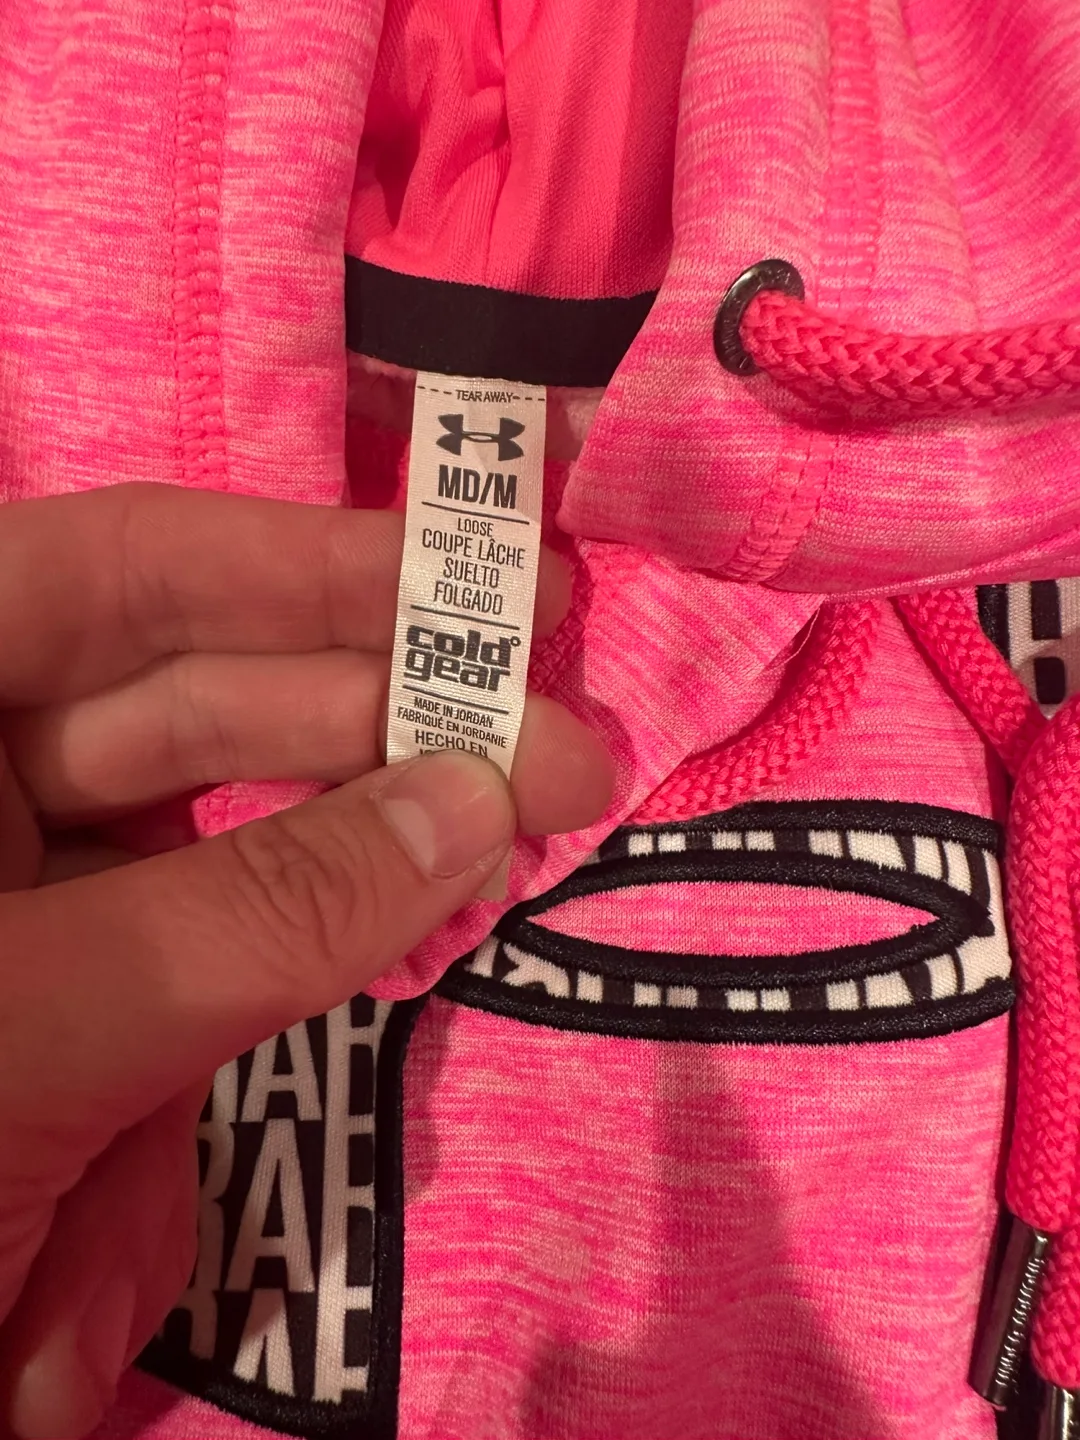 TEAR AWAY
MD/M
LOOSE
COUPE LÂCHE
SUELTO
FOLGADO
cold°
gear
MADE IN JORDAN
FABRIQUÉ EN JORDANIE
HECHO EN